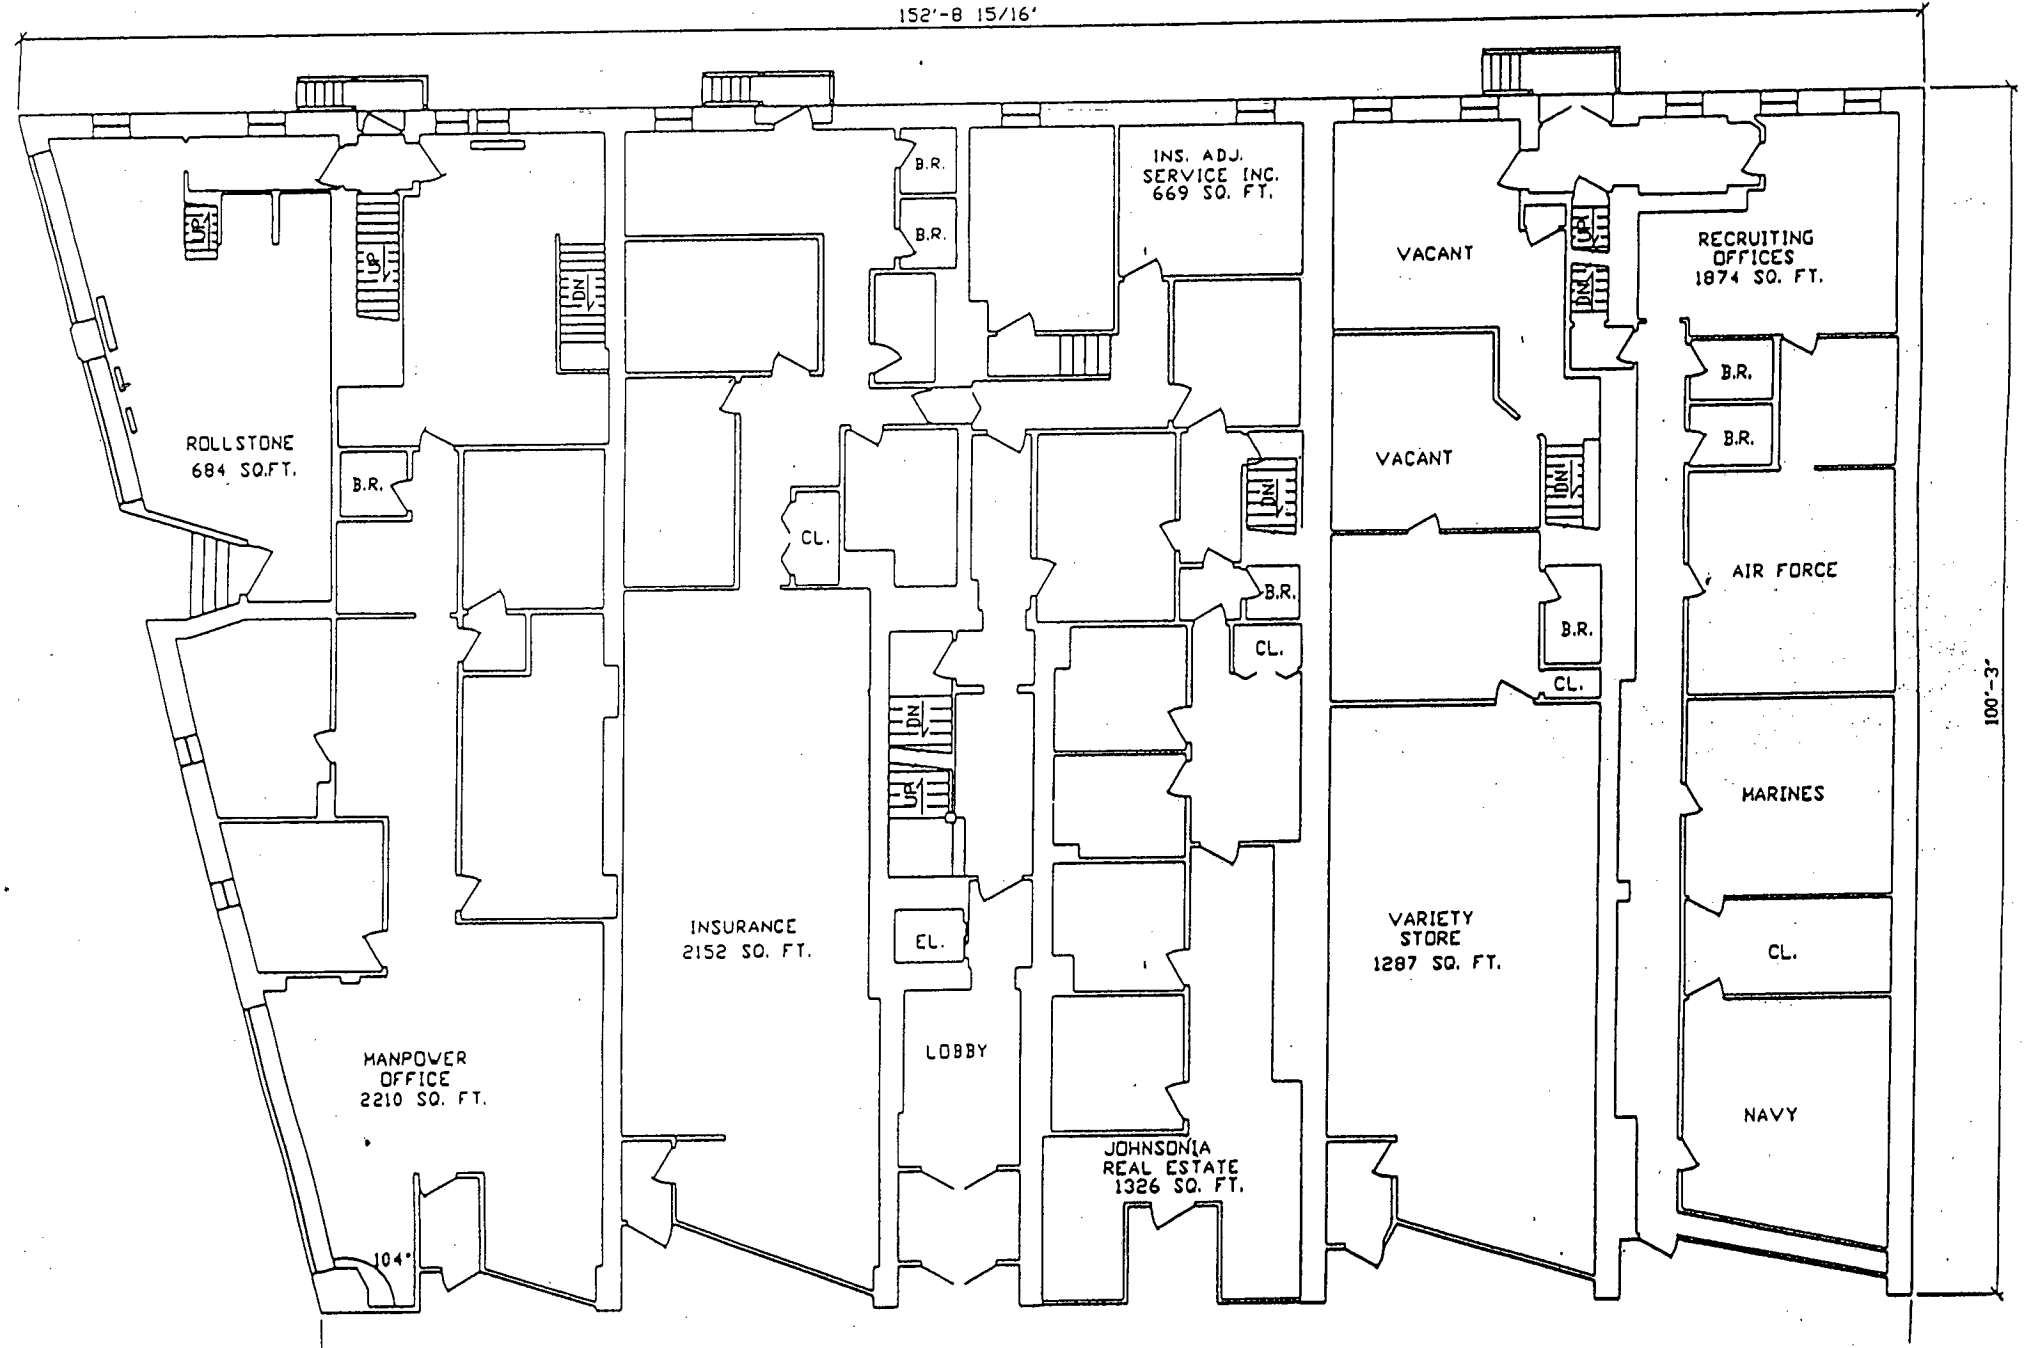 152'-8 15/16"
B.R.
INS. ADJ.
SERVICE INC.
669 SQ. FT.
UP
UP
B.R.
UP
VACANT
RECRUITING
OFFICES
1874 SQ. FT.
DN
DN
B.R.
ROLLSTONE
684 SQ.FT.
B.R.
VACANT
B.R.
DN
DN
CL.
AIR FORCE
B.R.
B.R.
CL.
CL.
100'-3"
DN
UP
MARINES
INSURANCE
2152 SQ. FT.
EL.
VARIETY
STORE
1287 SQ. FT.
CL.
LOBBY
MANPOWER
OFFICE
2210 SQ. FT.
NAVY
JOHNSONIA
REAL ESTATE
1326 SQ. FT.
104°